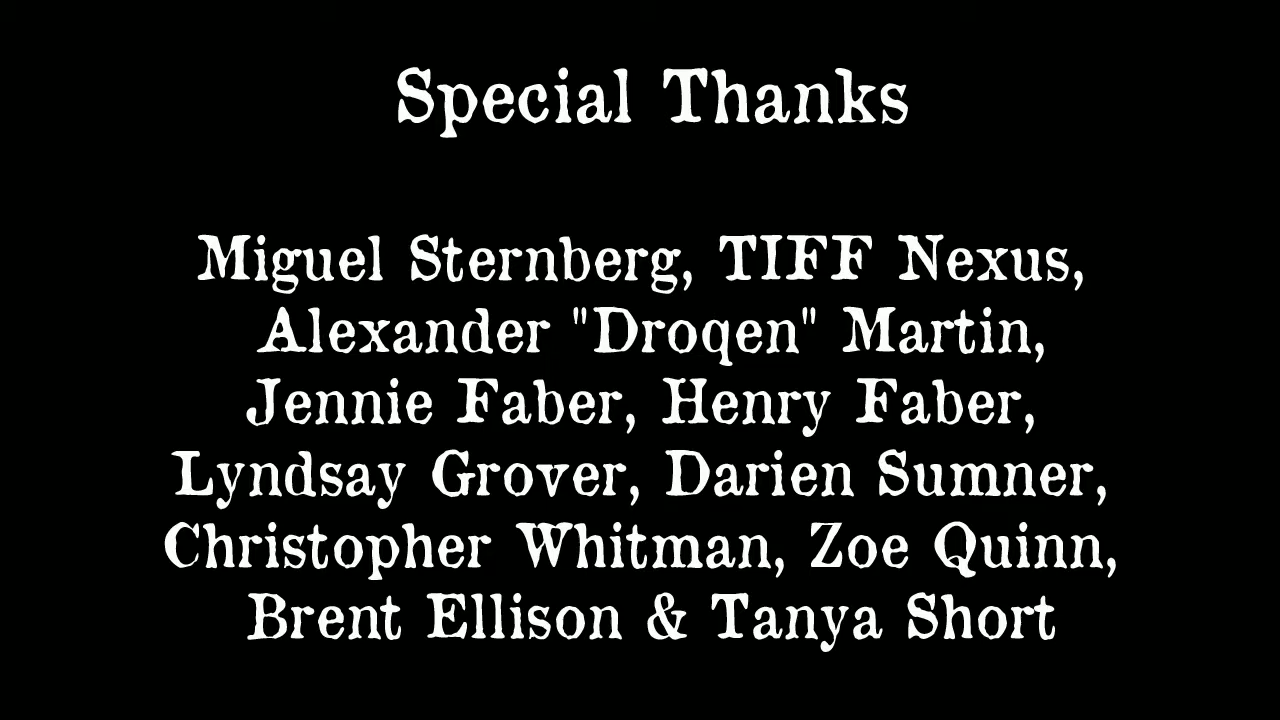 Special Thanks
Miguel Sternberg, TIFF Nexus,
Alexander "Droqen" Martin,
Jennie Faber, Henry Faber,
Lyndsay Grover, Darien Sumner,
Christopher Whitman, Zoe Quinn,
Brent Ellison & Tanya Short